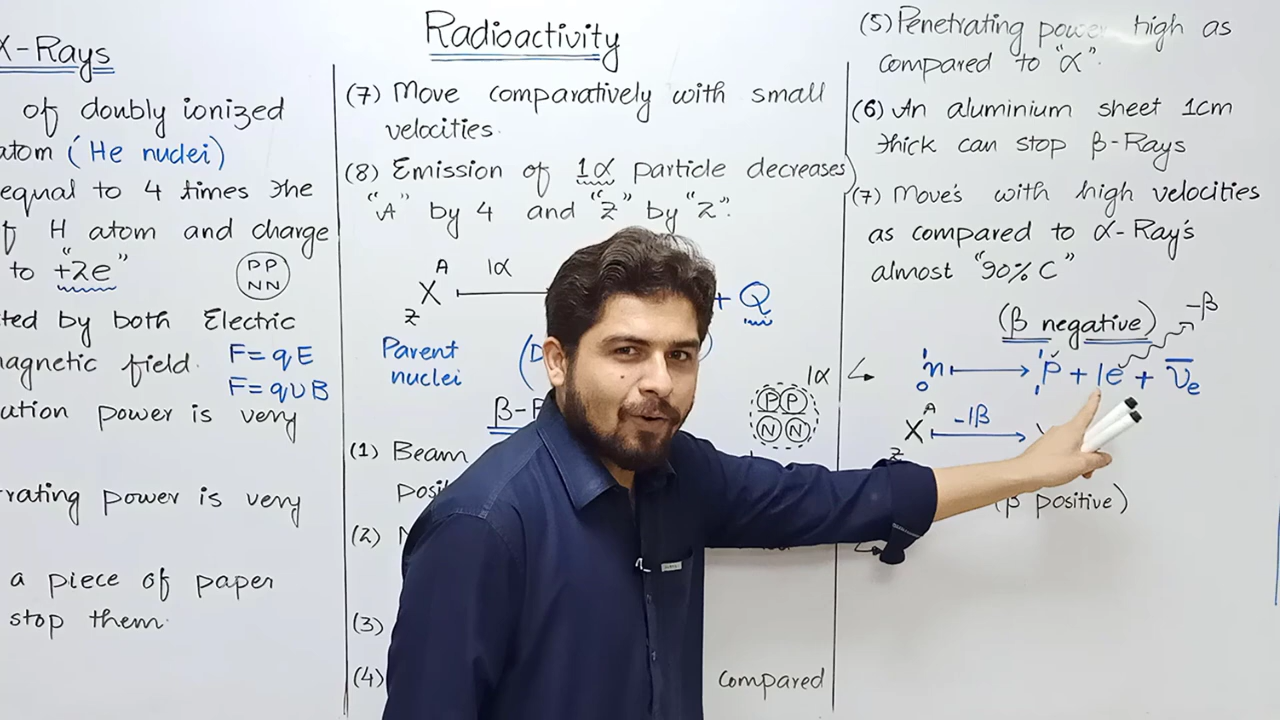 X-Rays
of doubly ionized
atom (He nuclei)
equal to 4 times the
H atom and charge
to "+2e"
PP
NN
by both Electric
magnetic field. F=qE
F=qυB
power is very
power is very
a piece of paper
stop them.
Radioactivity
(7) Move comparatively with small
velocities.
(8) Emission of 1α particle decreases
"A" by 4 and "Z" by "2".
Z X A 1α + Q
Parent
nuclei
1α
P P
N N
(1) Beam
(2)
(3)
(4) compared
(5) Penetrating power high as
compared to "α".
(6) An aluminium sheet 1cm
thick can stop β-Rays
(7) Move's with high velocities
as compared to α-Ray's
almost "90% C"
(β negative) -β
1 0 n → 1 1 p + 1e + ν̅e
Z X A -1β →
(β positive)